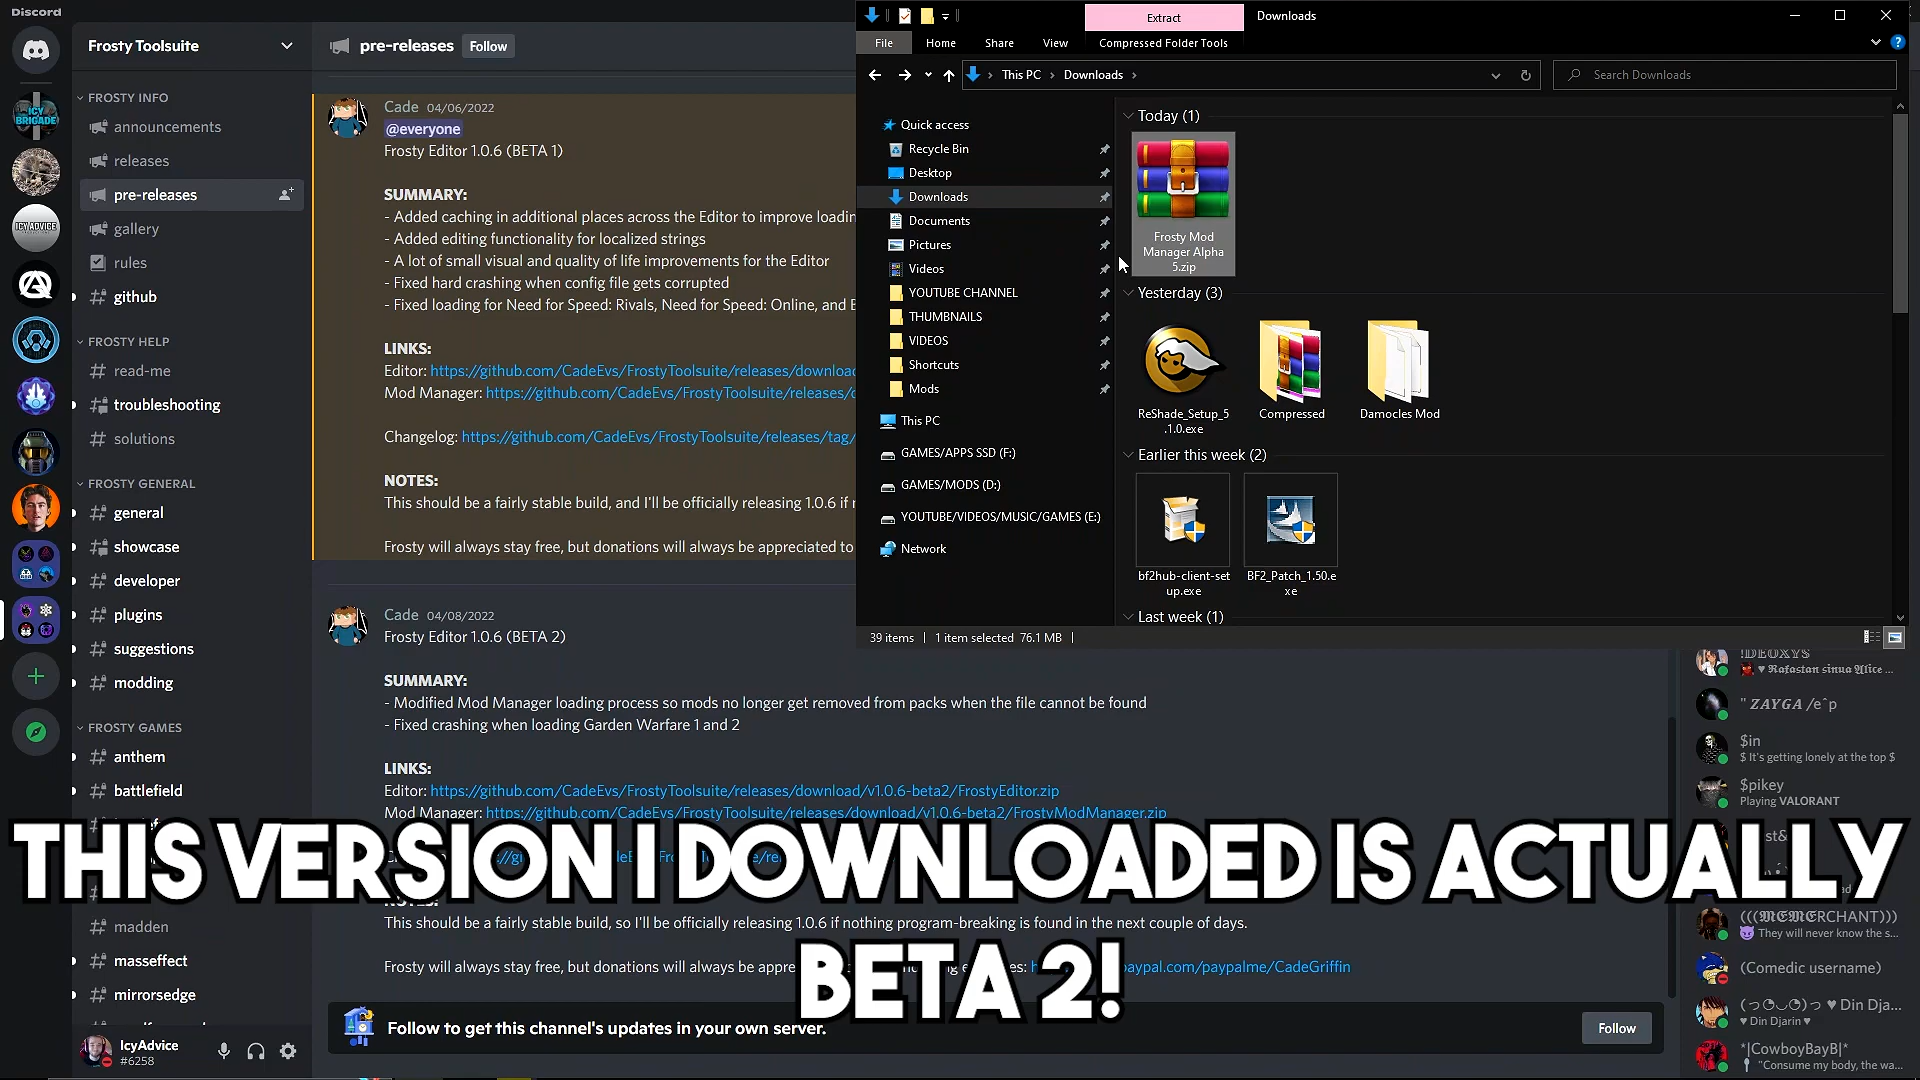 Discord
ICY BRIGADE
ICY ADVICE
Frosty Toolsuite
FROSTY INFO
announcements
releases
pre-releases
gallery
rules
github
FROSTY HELP
read-me
troubleshooting
solutions
FROSTY GENERAL
general
showcase
developer
plugins
suggestions
modding
FROSTY GAMES
anthem
battlefield
madden
masseffect
mirrorsedge
IcyAdvice
#6258
pre-releases Follow
Cade 04/06/2022
@everyone
Frosty Editor 1.0.6 (BETA 1)
SUMMARY:
- Added caching in additional places across the Editor to improve loadin
- Added editing functionality for localized strings
- A lot of small visual and quality of life improvements for the Editor
- Fixed hard crashing when config file gets corrupted
- Fixed loading for Need for Speed: Rivals, Need for Speed: Online, and
LINKS:
Editor: https://github.com/CadeEvs/FrostyToolsuite/releases/download
Mod Manager: https://github.com/CadeEvs/FrostyToolsuite/releases/
Changelog: https://github.com/CadeEvs/FrostyToolsuite/releases/tag/
NOTES:
This should be a fairly stable build, and I'll be officially releasing 1.0.6 if
Frosty will always stay free, but donations will always be appreciated to
Cade 04/08/2022
Frosty Editor 1.0.6 (BETA 2)
SUMMARY:
- Modified Mod Manager loading process so mods no longer get removed from packs when the file cannot be found
- Fixed crashing when loading Garden Warfare 1 and 2
LINKS:
Editor: https://github.com/CadeEvs/FrostyToolsuite/releases/download/v1.0.6-beta2/FrostyEditor.zip
Mod Manager: https://github.com/CadeEvs/FrostyToolsuite/releases/download/v1.0.6-beta2/FrostyModManager.zip
THIS VERSION I DOWNLOADED IS ACTUALLY
BETA 2!
This should be a fairly stable build, so I'll be officially releasing 1.0.6 if nothing program-breaking is found in the next couple of days.
Frosty will always stay free, but donations will always be appre
paypal.com/paypalme/CadeGriffin
Follow to get this channel's updates in your own server.
Follow
Extract
Downloads
File
Home
Share
View
Compressed Folder Tools
This PC
Downloads
Search Downloads
Quick access
Recycle Bin
Desktop
Downloads
Documents
Pictures
Videos
YOUTUBE CHANNEL
THUMBNAILS
VIDEOS
Shortcuts
Mods
This PC
GAMES/APPS SSD (F:)
GAMES/MODS (D:)
YOUTUBE/VIDEOS/MUSIC/GAMES (E:)
Network
Today (1)
Frosty Mod
Manager Alpha
5.zip
Yesterday (3)
ReShade_Setup_5
.1.0.exe
Compressed
Damocles Mod
Earlier this week (2)
bf2hub-client-set
up.exe
BF2_Patch_1.50.e
xe
Last week (1)
39 items
1 item selected 76.1 MB
" ZAYGA /eˆp
$in
$ It's getting lonely at the top $
$pikey
Playing VALORANT
(((𝕸𝕰𝕸𝕰RCHANT)))
They will never know the s...
(Comedic username)
(っ◔◡◔)っ ♥ Din Dja...
♥ Din Djarin ♥
*|CowboyBayB|*
"Consume my body, the wa...